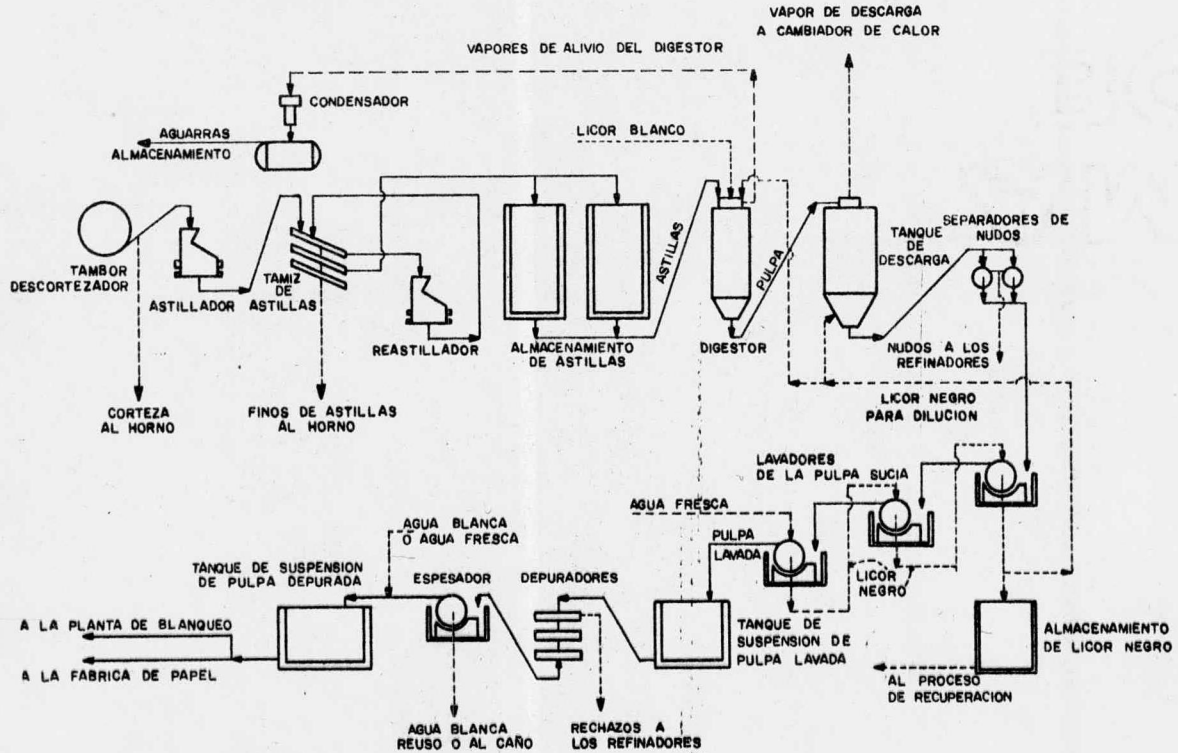 VAPOR DE DESCARGA
A CAMBIADOR DE CALOR
VAPORES DE ALIVIO DEL DIGESTOR
CONDENSADOR
AGUARRAS
ALMACENAMIENTO
LICOR BLANCO
TAMBOR
DESCORTEZADOR
ASTILLADOR
TAMIZ
DE
ASTILLAS
REASTILLADOR
ALMACENAMIENTO
DE ASTILLAS
ASTILLAS
DIGESTOR
PULPA
TANQUE
DE
DESCARGA
SEPARADORES DE
NUDOS
NUDOS A LOS
REFINADORES
CORTEZA
AL HORNO
FINOS DE ASTILLAS
AL HORNO
LICOR NEGRO
PARA DILUCION
LAVADORES
DE LA PULPA SUCIA
AGUA FRESCA
PULPA
LAVADA
LICOR
NEGRO
AGUA BLANCA
O AGUA FRESCA
TANQUE DE SUSPENSION
DE PULPA DEPURADA
ESPESADOR
DEPURADORES
TANQUE DE
SUSPENSION DE
PULPA LAVADA
ALMACENAMIENTO
DE LICOR NEGRO
A LA PLANTA DE BLANQUEO
A LA FABRICA DE PAPEL
AL PROCESO
DE RECUPERACION
AGUA BLANCA
REUSO O AL CAÑO
RECHAZOS A
LOS REFINADORES